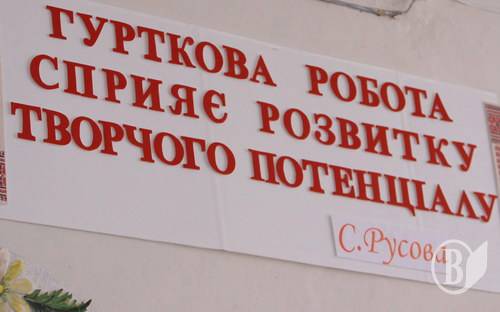 ГУРТКОВА РОБОТА
СПРИЯЄ РОЗВИТКУ
ТВОРЧОГО ПОТЕНЦІАЛУ
С.Русова
В